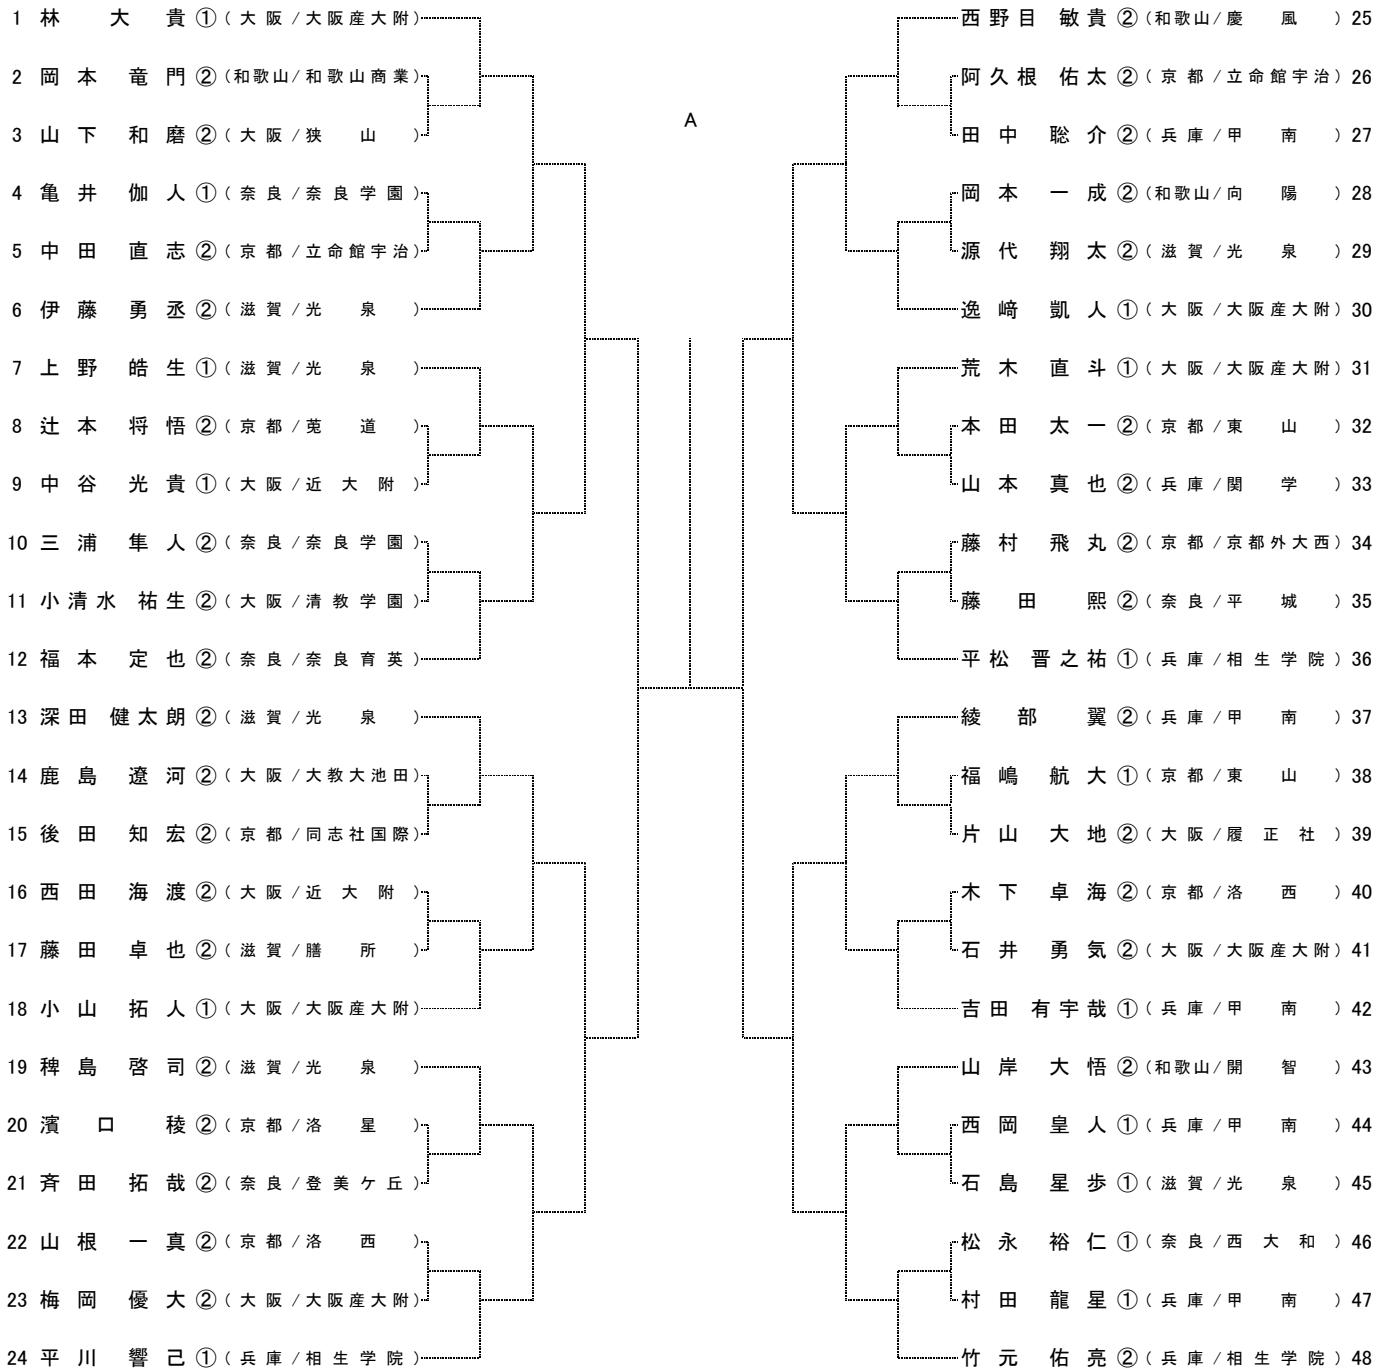 1 林 大 貴 ① ( 大 阪 / 大 阪 産 大 附 )
2 岡 本 竜 門 ② ( 和歌山 / 和 歌 山 商 業 )
3 山 下 和 磨 ② ( 大 阪 / 狭 山 )
4 亀 井 伽 人 ① ( 奈 良 / 奈 良 学 園 )
5 中 田 直 志 ② ( 京 都 / 立 命 館 宇 治 )
6 伊 藤 勇 丞 ② ( 滋 賀 / 光 泉 )
7 上 野 皓 生 ① ( 滋 賀 / 光 泉 )
8 辻 本 将 悟 ② ( 京 都 / 莵 道 )
9 中 谷 光 貴 ① ( 大 阪 / 近 大 附 )
10 三 浦 隼 人 ② ( 奈 良 / 奈 良 学 園 )
11 小 清 水 祐 生 ② ( 大 阪 / 清 教 学 園 )
12 福 本 定 也 ② ( 奈 良 / 奈 良 育 英 )
13 深 田 健 太 朗 ② ( 滋 賀 / 光 泉 )
14 鹿 島 遼 河 ② ( 大 阪 / 大 教 大 池 田 )
15 後 田 知 宏 ② ( 京 都 / 同 志 社 国 際 )
16 西 田 海 渡 ② ( 大 阪 / 近 大 附 )
17 藤 田 卓 也 ② ( 滋 賀 / 膳 所 )
18 小 山 拓 人 ① ( 大 阪 / 大 阪 産 大 附 )
19 稗 島 啓 司 ② ( 滋 賀 / 光 泉 )
20 濱 口 稜 ② ( 京 都 / 洛 星 )
21 斉 田 拓 哉 ② ( 奈 良 / 登 美 ケ 丘 )
22 山 根 一 真 ② ( 京 都 / 洛 西 )
23 梅 岡 優 大 ② ( 大 阪 / 大 阪 産 大 附 )
24 平 川 響 己 ① ( 兵 庫 / 相 生 学 院 )
A
西 野 目 敏 貴 ② ( 和歌山 / 慶 風 ) 25
阿 久 根 佑 太 ② ( 京 都 / 立 命 館 宇 治 ) 26
田 中 聡 介 ② ( 兵 庫 / 甲 南 ) 27
岡 本 一 成 ② ( 和歌山 / 向 陽 ) 28
源 代 翔 太 ② ( 滋 賀 / 光 泉 ) 29
逸 﨑 凱 人 ① ( 大 阪 / 大 阪 産 大 附 ) 30
荒 木 直 斗 ① ( 大 阪 / 大 阪 産 大 附 ) 31
本 田 太 一 ② ( 京 都 / 東 山 ) 32
山 本 真 也 ② ( 兵 庫 / 関 学 ) 33
藤 村 飛 丸 ② ( 京 都 / 京 都 外 大 西 ) 34
藤 田 熙 ② ( 奈 良 / 平 城 ) 35
平 松 晋 之 祐 ① ( 兵 庫 / 相 生 学 院 ) 36
綾 部 翼 ② ( 兵 庫 / 甲 南 ) 37
福 嶋 航 大 ① ( 京 都 / 東 山 ) 38
片 山 大 地 ② ( 大 阪 / 履 正 社 ) 39
木 下 卓 海 ② ( 京 都 / 洛 西 ) 40
石 井 勇 気 ② ( 大 阪 / 大 阪 産 大 附 ) 41
吉 田 有 宇 哉 ① ( 兵 庫 / 甲 南 ) 42
山 岸 大 悟 ② ( 和歌山 / 開 智 ) 43
西 岡 皇 人 ① ( 兵 庫 / 甲 南 ) 44
石 島 星 歩 ① ( 滋 賀 / 光 泉 ) 45
松 永 裕 仁 ① ( 奈 良 / 西 大 和 ) 46
村 田 龍 星 ① ( 兵 庫 / 甲 南 ) 47
竹 元 佑 亮 ② ( 兵 庫 / 相 生 学 院 ) 48